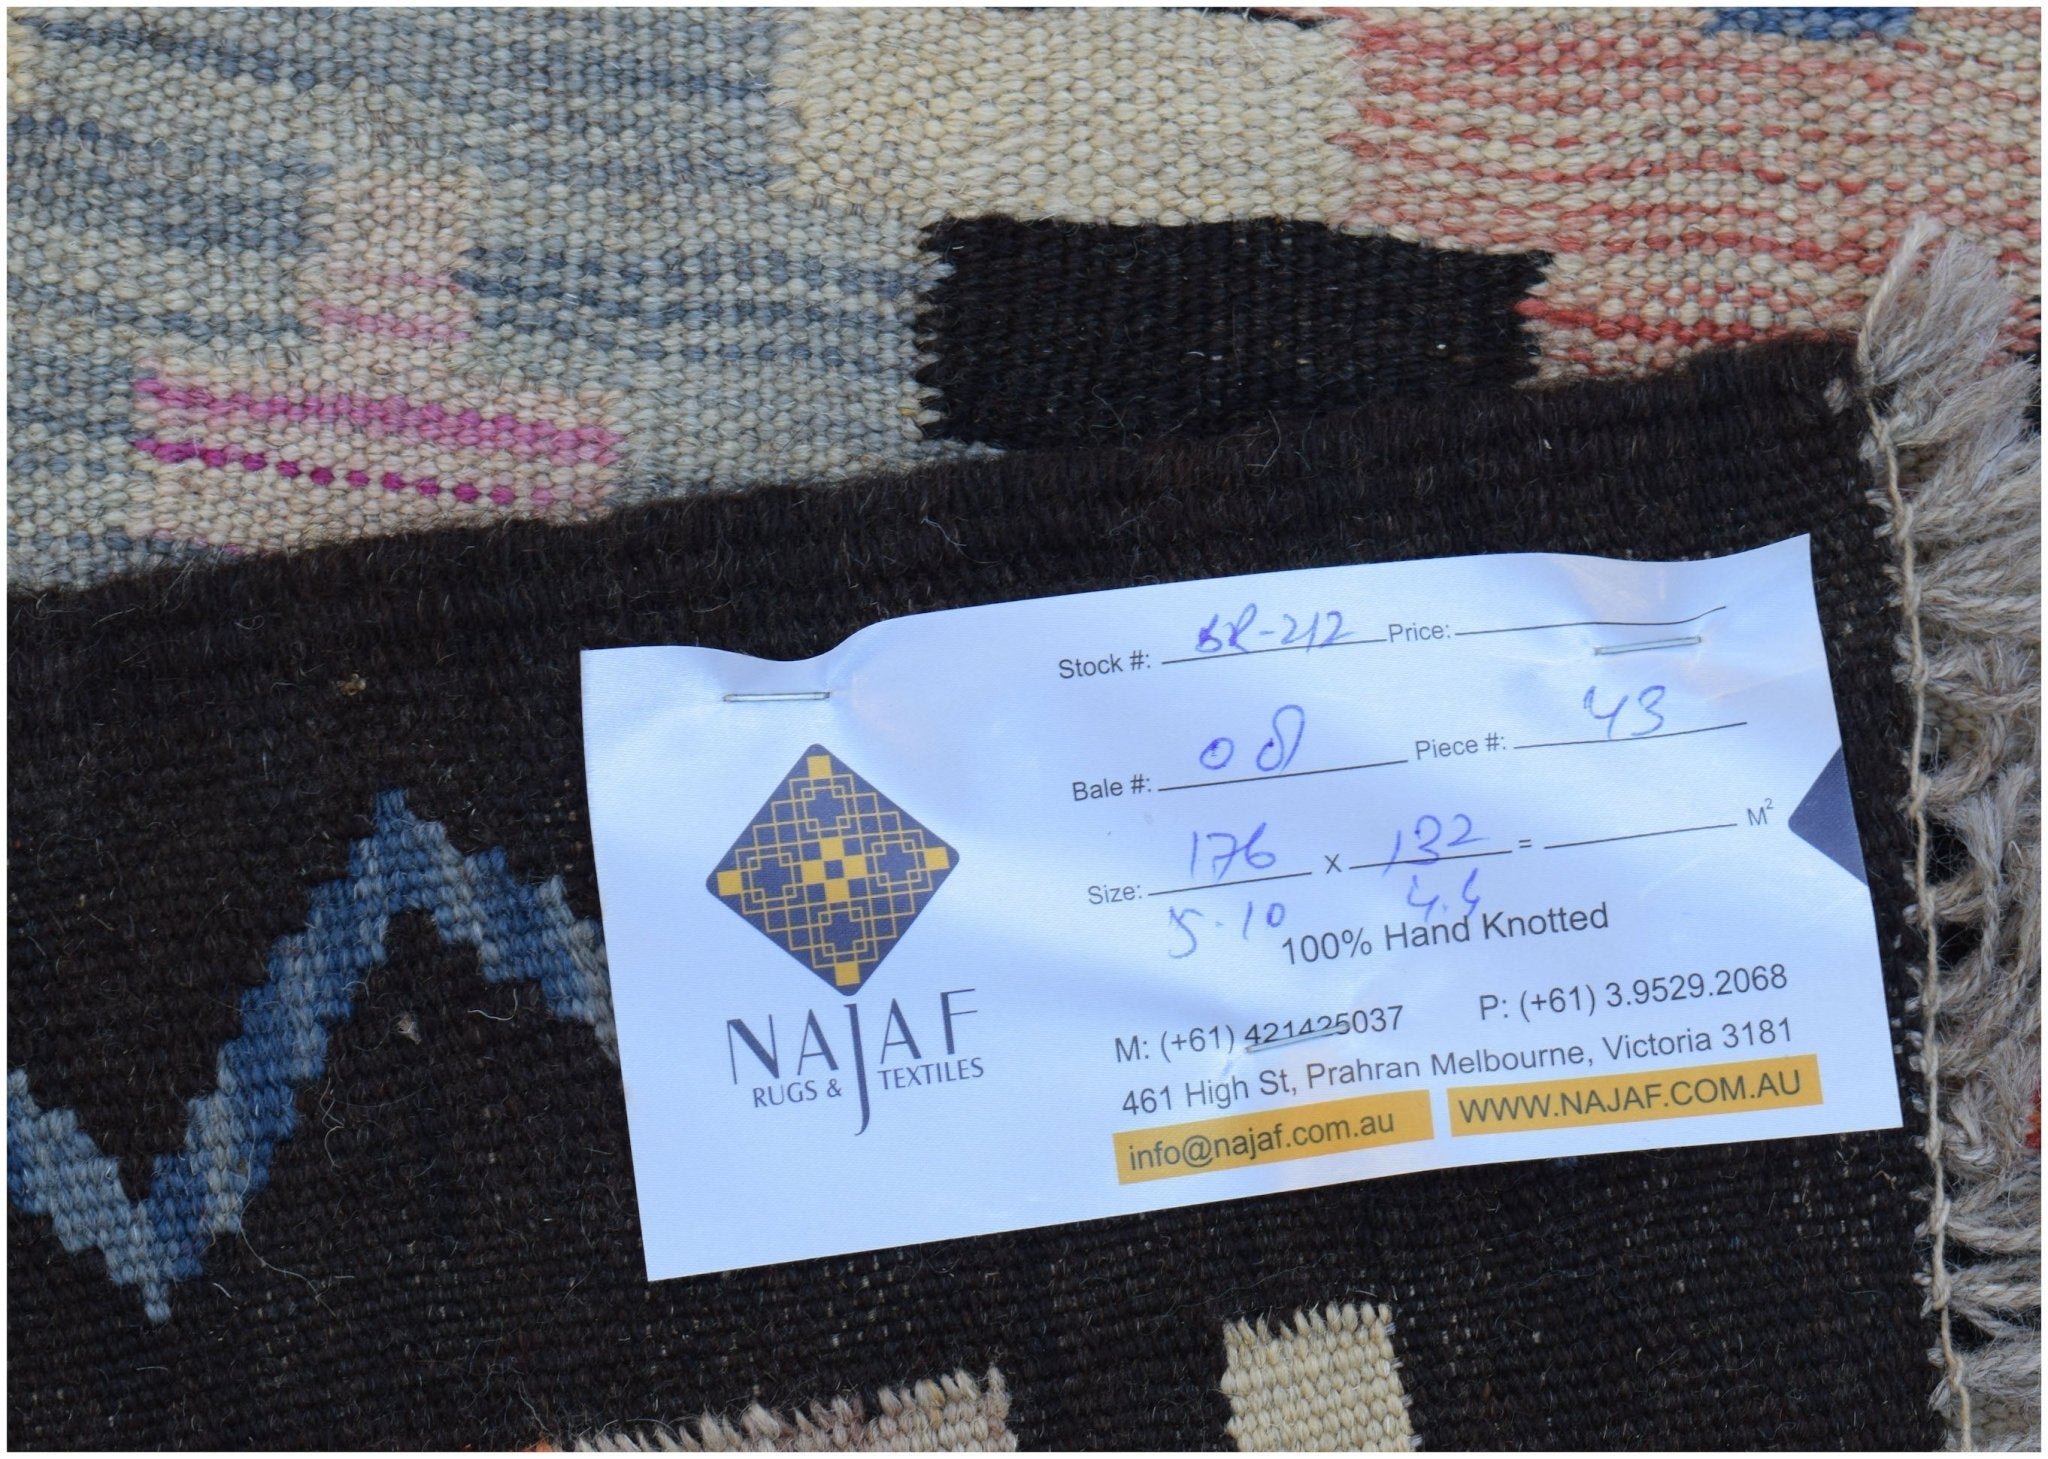 Stock #: BR-212 Price:
Bale #: 08 Piece #: 43
Size: 176 x 132 = M²
5.10 4.4
100% Hand Knotted
M: (+61) 421425037 P: (+61) 3.9529.2068
461 High St, Prahran Melbourne, Victoria 3181
info@najaf.com.au WWW.NAJAF.COM.AU
NAJAF
RUGS & TEXTILES